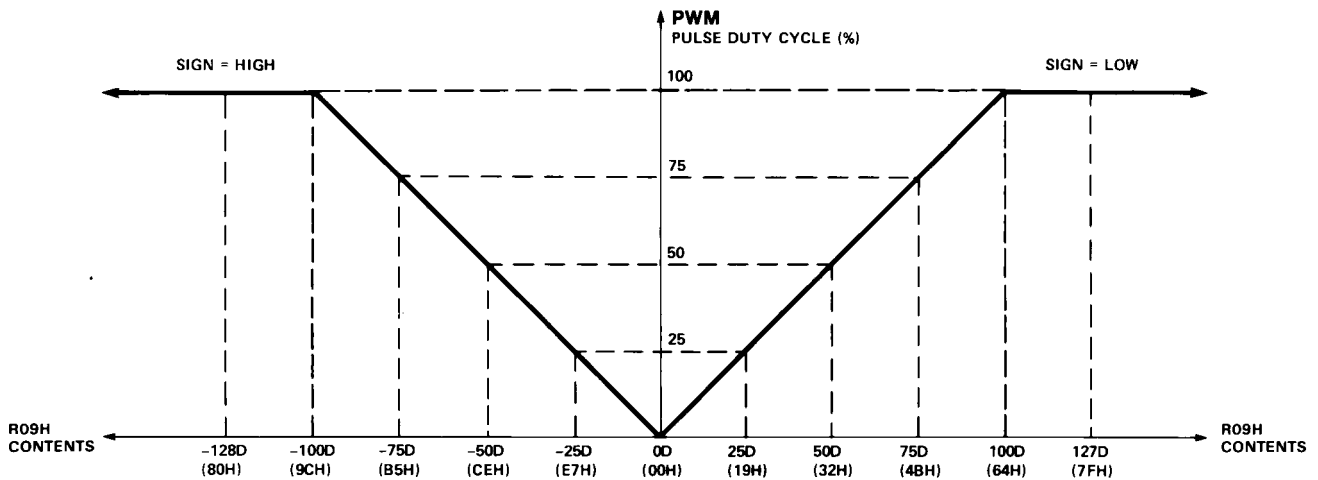 PWM
PULSE DUTY CYCLE (%)
SIGN = HIGH
SIGN = LOW
100
75
50
25
R09H
CONTENTS
−128D −100D −75D −50D −25D 0D 25D 50D 75D 100D 127D
(80H) (9CH) (B5H) (CEH) (E7H) (00H) (19H) (32H) (4BH) (64H) (7FH)
R09H
CONTENTS